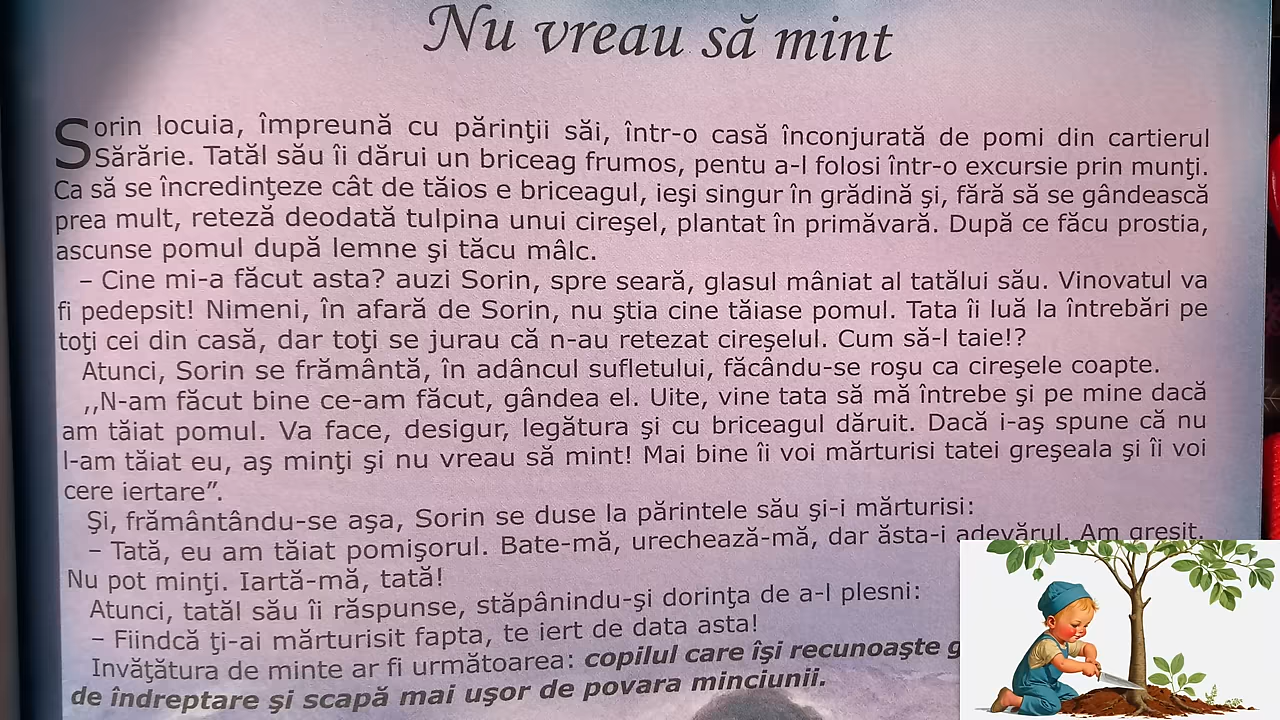 Nu vreau să mint
Sorin locuia, împreună cu părinţii săi, într-o casă înconjurată de pomi din cartierul
Sărărie. Tatăl său îi dărui un briceag frumos, pentu a-l folosi într-o excursie prin munţi.
Ca să se încredinţeze cât de tăios e briceagul, ieşi singur în grădină şi, fără să se gândească
prea mult, reteză deodată tulpina unui cireşel, plantat în primăvară. După ce făcu prostia,
ascunse pomul după lemne şi tăcu mâlc.
– Cine mi-a făcut asta? auzi Sorin, spre seară, glasul mâniat al tatălui său. Vinovatul va
fi pedepsit! Nimeni, în afară de Sorin, nu ştia cine tăiase pomul. Tata îi luă la întrebări pe
toţi cei din casă, dar toţi se jurau că n-au retezat cireşelul. Cum să-l taie!?
Atunci, Sorin se frământă, în adâncul sufletului, făcându-se roşu ca cireşele coapte.
,,N-am făcut bine ce-am făcut, gândea el. Uite, vine tata să mă întrebe şi pe mine dacă
am tăiat pomul. Va face, desigur, legătura şi cu briceagul dăruit. Dacă i-aş spune că nu
l-am tăiat eu, aş minţi şi nu vreau să mint! Mai bine îi voi mărturisi tatei greşeala şi îi voi
cere iertare”.
Şi, frământându-se aşa, Sorin se duse la părintele său şi-i mărturisi:
– Tată, eu am tăiat pomişorul. Bate-mă, urechează-mă, dar ăsta-i adevărul. Am greşit.
Nu pot minţi. Iartă-mă, tată!
Atunci, tatăl său îi răspunse, stăpânindu-şi dorinţa de a-l plesni:
– Fiindcă ţi-ai mărturisit fapta, te iert de data asta!
Invăţătura de minte ar fi următoarea: copilul care îşi recunoaşte
de îndreptare şi scapă mai uşor de povara minciunii.